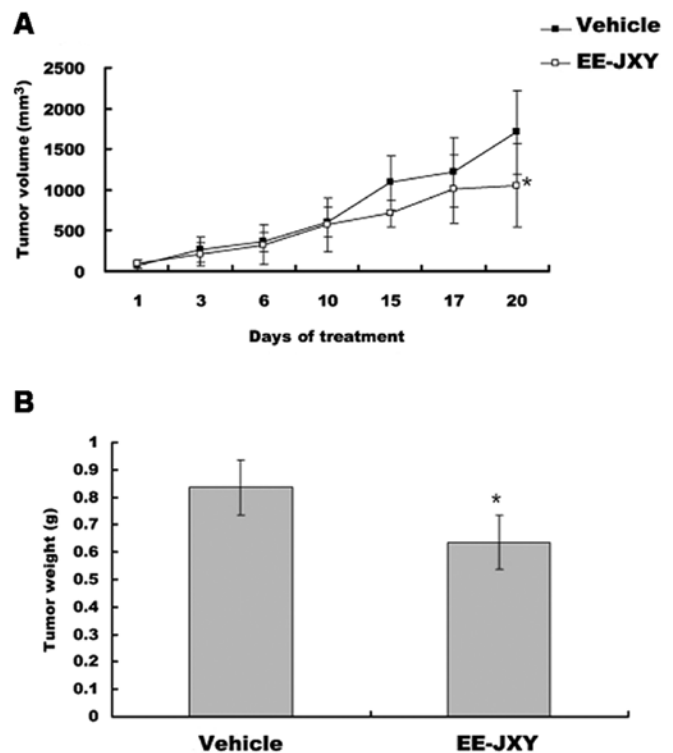 A
Vehicle
EE-JXY
Tumor volume (mm³)
2500
2000
1500
1000
500
0
*
1 3 6 10 15 17 20
Days of treatment
B
Tumor weight (g)
1
0.9
0.8
0.7
0.6
0.5
0.4
0.3
0.2
0.1
0
*
Vehicle EE-JXY